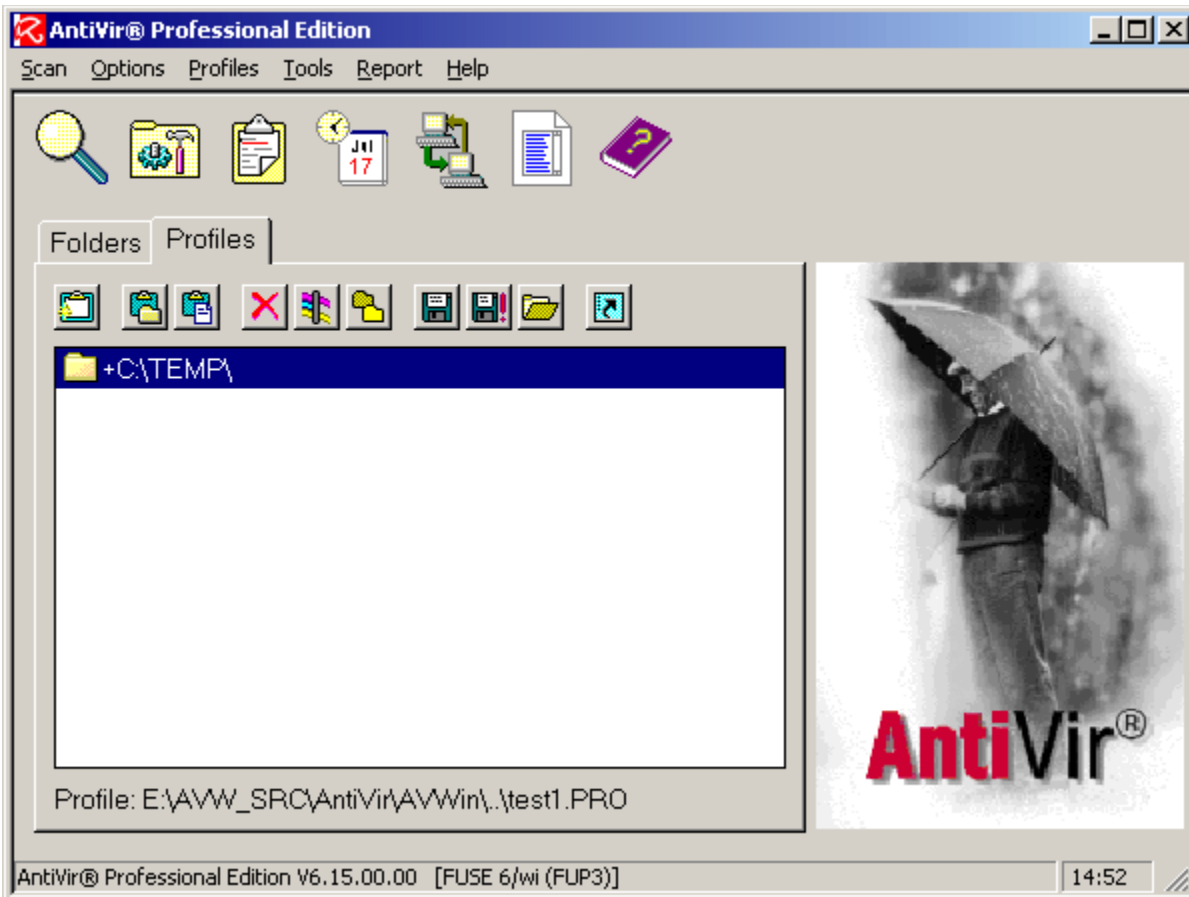 AntiVir® Professional Edition
Scan Options Profiles Tools Report Help
Jul
17
?
Folders Profiles
+C:\TEMP\
Profile: E:\AVW_SRC\AntiVir\AVWin\..\test1.PRO
AntiVir®
AntiVir® Professional Edition V6.15.00.00 [FUSE 6/wi (FUP3)] 14:52